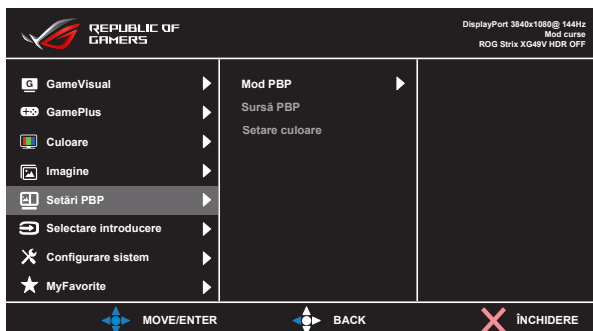 REPUBLIC OF
GAMERS
DisplayPort 3840x1080@ 144Hz
Mod curse
ROG Strix XG49V HDR OFF
G GameVisual
GamePlus
Culoare
Imagine
Setări PBP
Selectare introducere
Configurare sistem
MyFavorite
Mod PBP
Sursă PBP
Setare culoare
MOVE/ENTER
BACK
ÎNCHIDERE